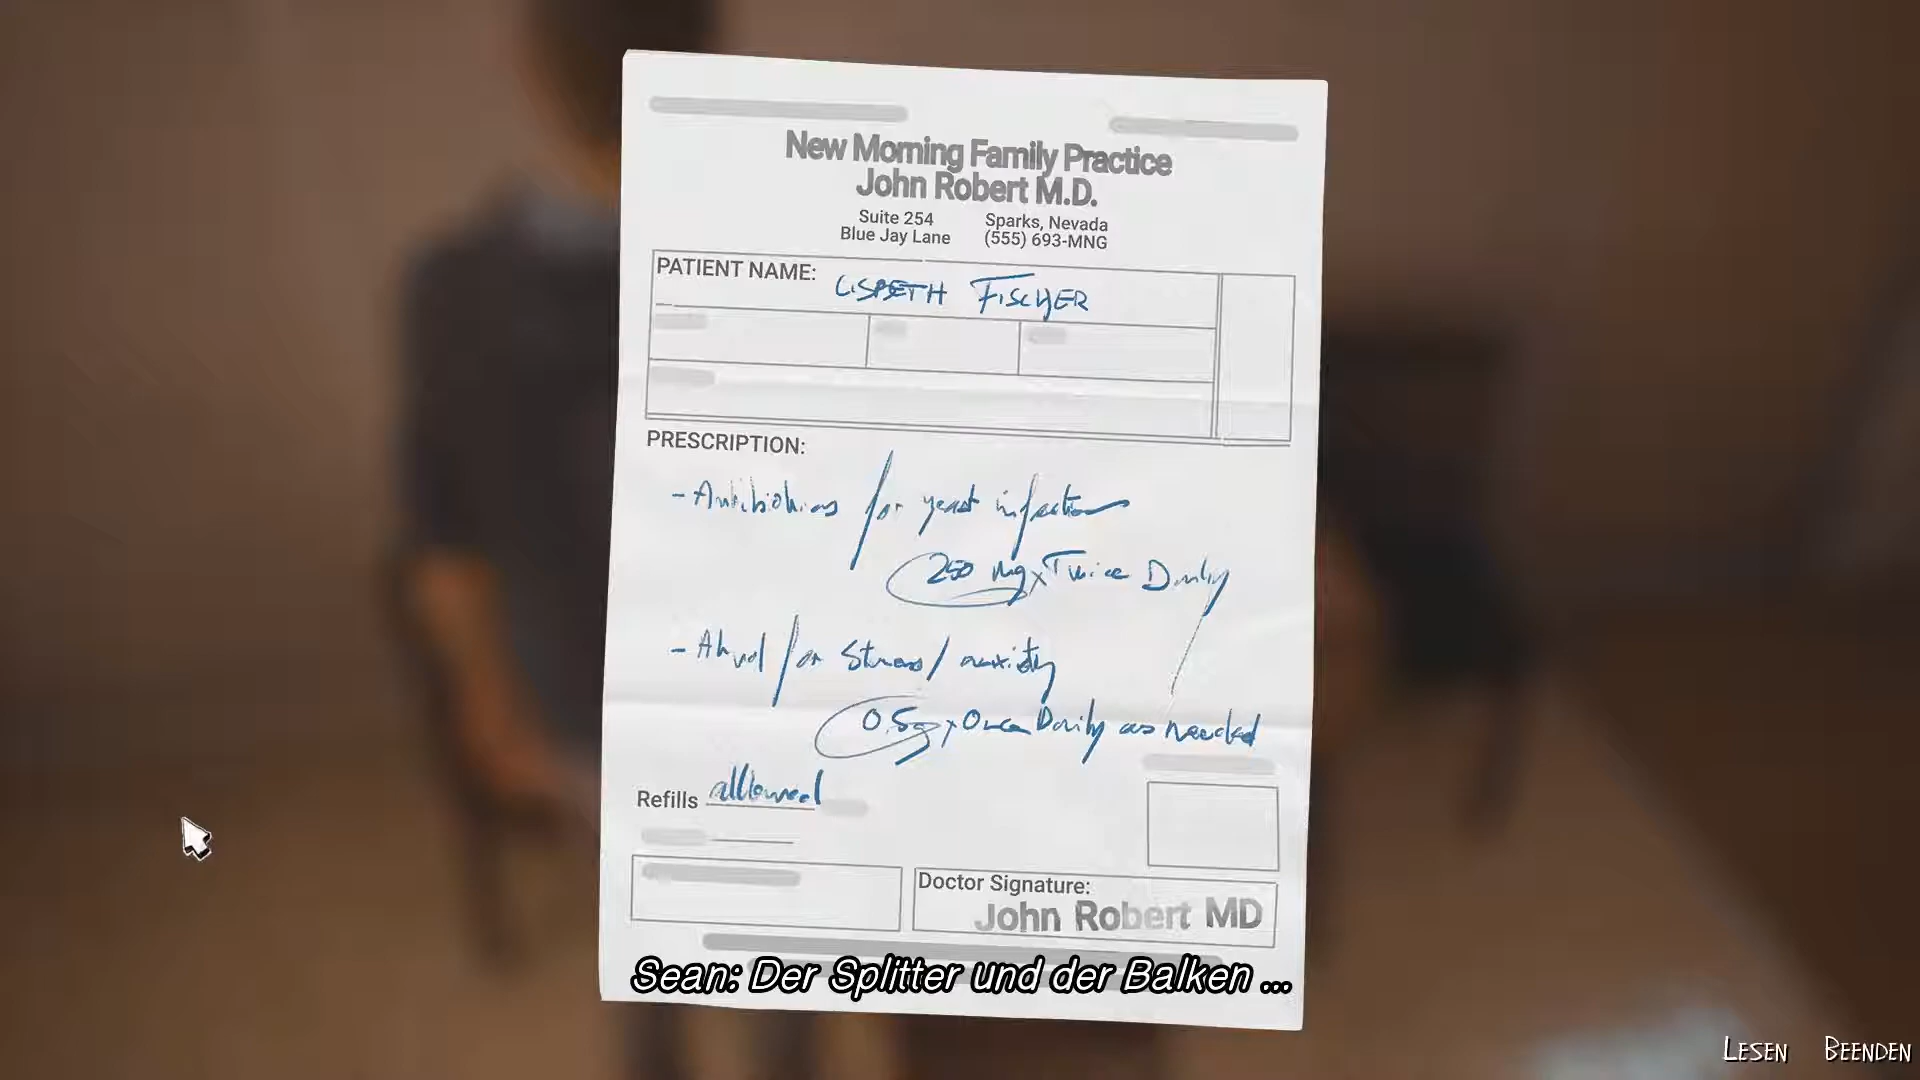 New Morning Family Practice
John Robert M.D.
Suite 254 Sparks, Nevada
Blue Jay Lane (555) 693-MNG
PATIENT NAME: LISBETH FISCHER
PRESCRIPTION:
- Antibiotics for yeast infection
250 mg x Twice Daily
- for Stress / anxiety
0.5g x Once Daily as needed
Refills allowed
Doctor Signature:
John Robert MD
Sean: Der Splitter und der Balken ...
LESEN BEENDEN